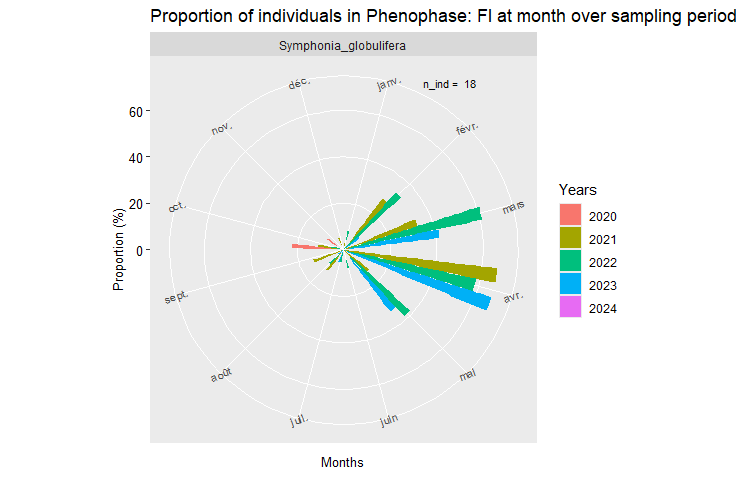 Proportion of individuals in Phenophase: Fl at month over sampling period
Symphonia_globulifera
n_ind = 18
janv.
févr.
mars
avr.
mai
juin
juil.
août
sept.
oct.
nov.
déc.
60
40
20
0
Proportion (%)
Months
Years
2020
2021
2022
2023
2024